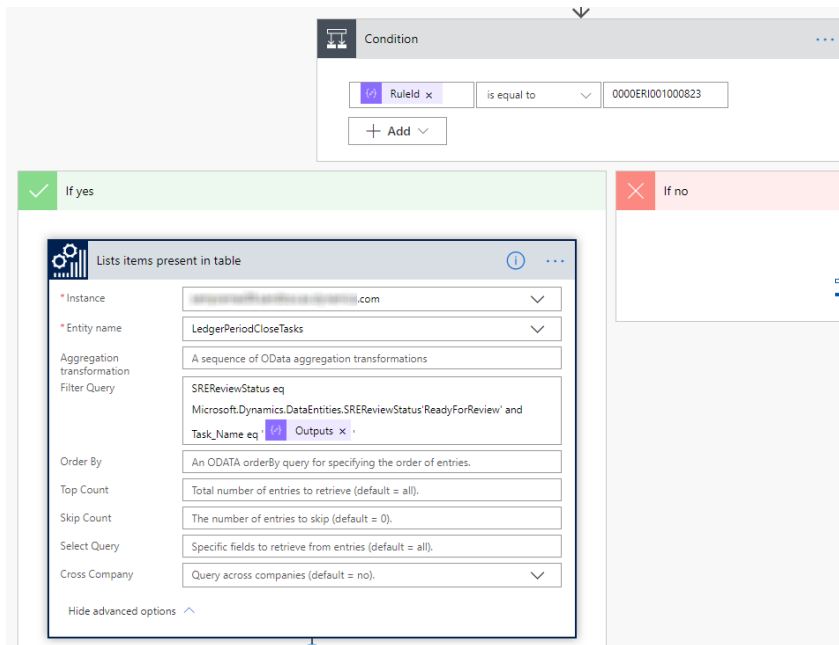 Condition
RuleId × is equal to 0000ERI001000823
+ Add
If yes
If no
Lists items present in table
* Instance .com
* Entity name LedgerPeriodCloseTasks
Aggregation transformation A sequence of OData aggregation transformations
Filter Query SREReviewStatus eq
Microsoft.Dynamics.DataEntities.SREReviewStatus'ReadyForReview' and
Task_Name eq ' Outputs × '
Order By An ODATA orderBy query for specifying the order of entries.
Top Count Total number of entries to retrieve (default = all).
Skip Count The number of entries to skip (default = 0).
Select Query Specific fields to retrieve from entries (default = all).
Cross Company Query across companies (default = no).
Hide advanced options